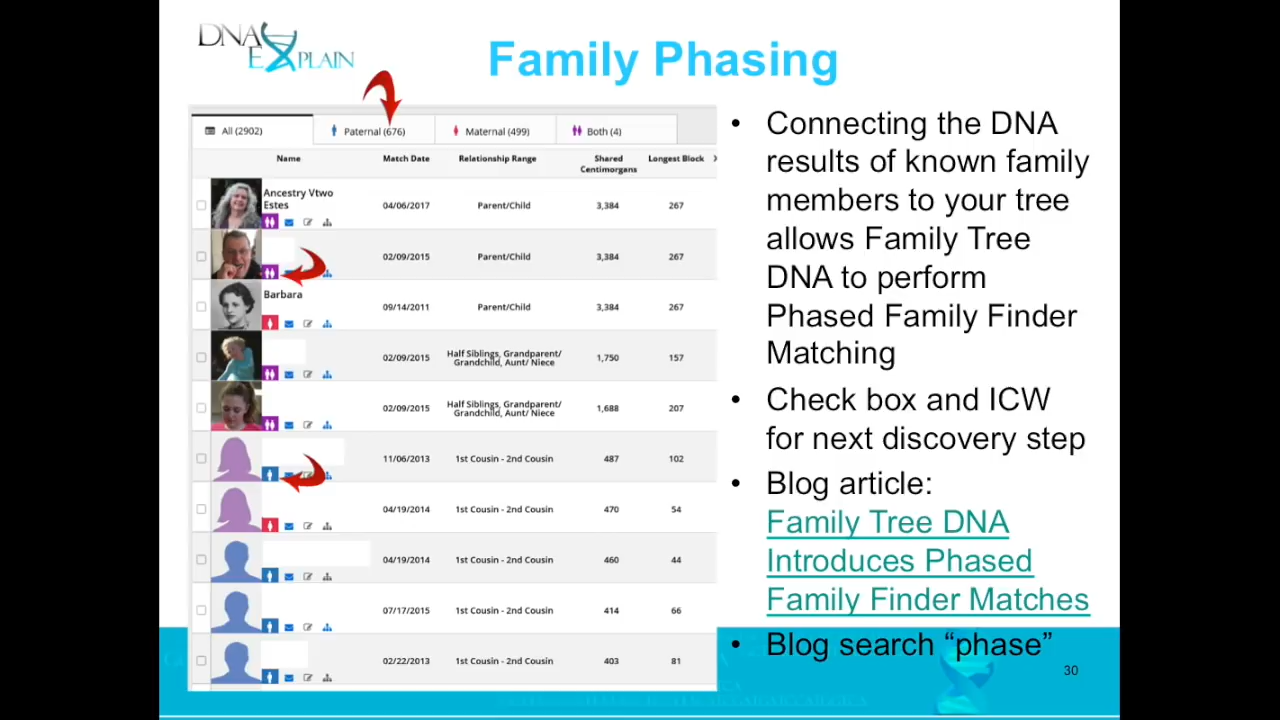 DNA
EXPLAIN
Family Phasing
All (2902)
Paternal (676)
Maternal (499)
Both (4)
Name
Match Date
Relationship Range
Shared
Centimorgans
Longest Block
X
Ancestry Vtwo
Estes
04/06/2017
Parent/Child
3,384
267
02/09/2015
Parent/Child
3,384
267
Barbara
09/14/2011
Parent/Child
3,384
267
02/09/2015
Half Siblings, Grandparent/
Grandchild, Aunt/ Niece
1,750
157
02/09/2015
Half Siblings, Grandparent/
Grandchild, Aunt/ Niece
1,688
207
11/06/2013
1st Cousin - 2nd Cousin
487
102
04/19/2014
1st Cousin - 2nd Cousin
470
54
04/19/2014
1st Cousin - 2nd Cousin
460
44
07/17/2015
1st Cousin - 2nd Cousin
414
66
02/22/2013
1st Cousin - 2nd Cousin
403
81
• Connecting the DNA
results of known family
members to your tree
allows Family Tree
DNA to perform
Phased Family Finder
Matching
• Check box and ICW
for next discovery step
• Blog article:
Family Tree DNA
Introduces Phased
Family Finder Matches
• Blog search “phase”
30